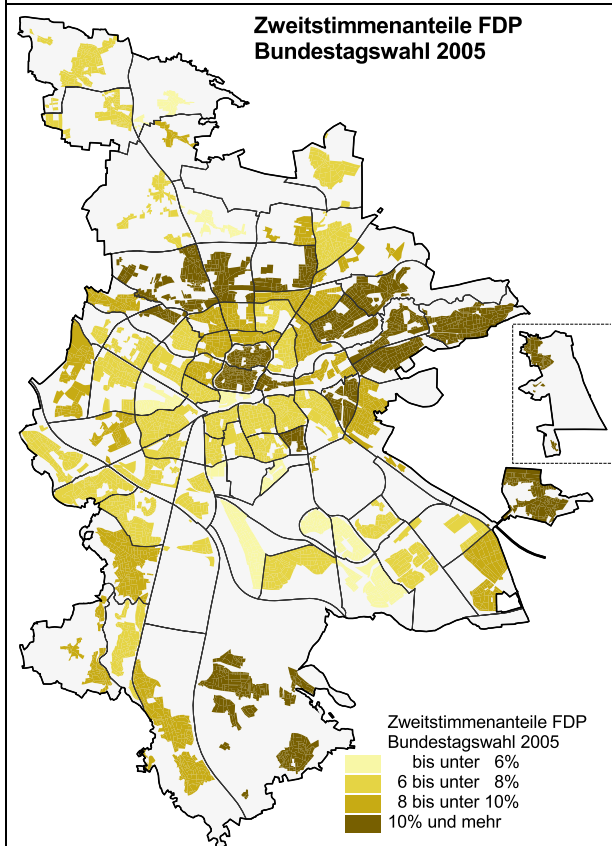 Zweitstimmenanteile FDP
Bundestagswahl 2005
Zweitstimmenanteile FDP
Bundestagswahl 2005
bis unter 6%
6 bis unter 8%
8 bis unter 10%
10% und mehr